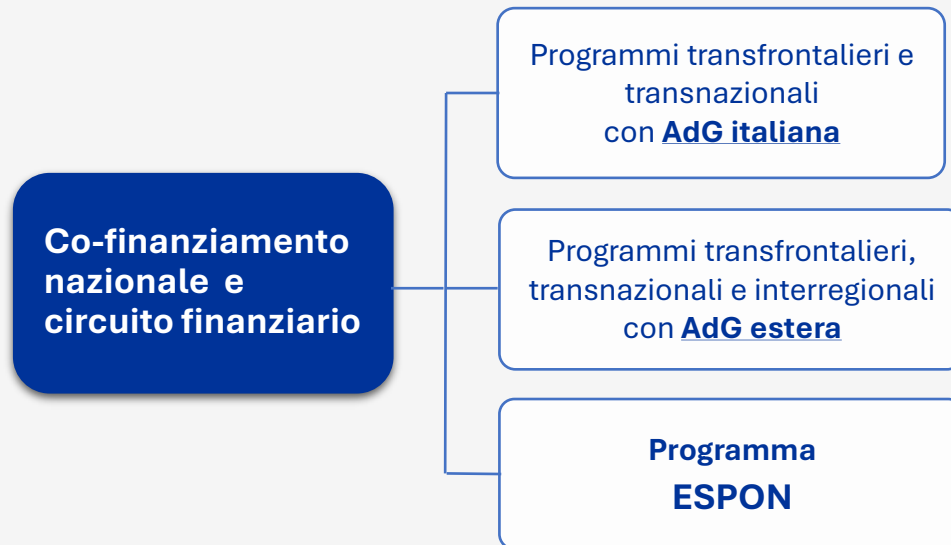 Co-finanziamento
nazionale e
circuito finanziario
Programmi transfrontalieri e
transnazionali
con AdG italiana
Programmi transfrontalieri,
transnazionali e interregionali
con AdG estera
Programma
ESPON